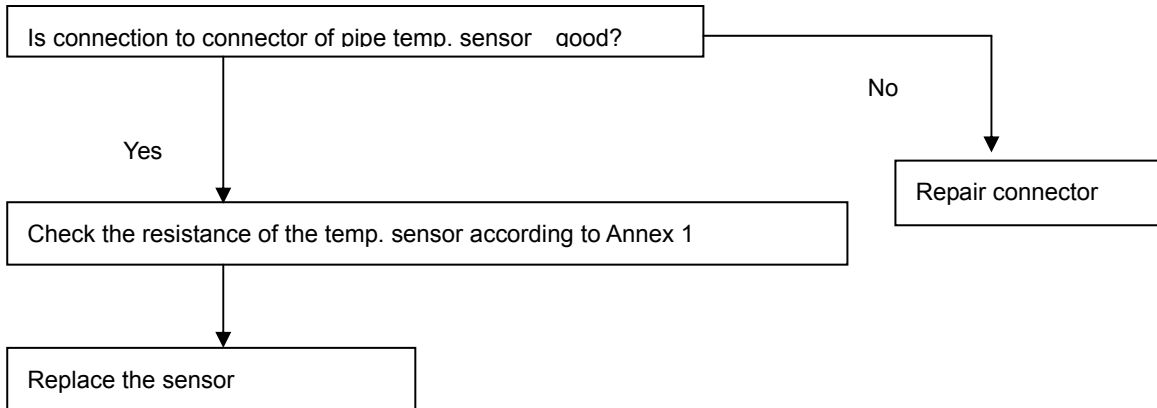 Is connection to connector of pipe temp. sensor good?
No
Yes
Repair connector
Check the resistance of the temp. sensor according to Annex 1
Replace the sensor